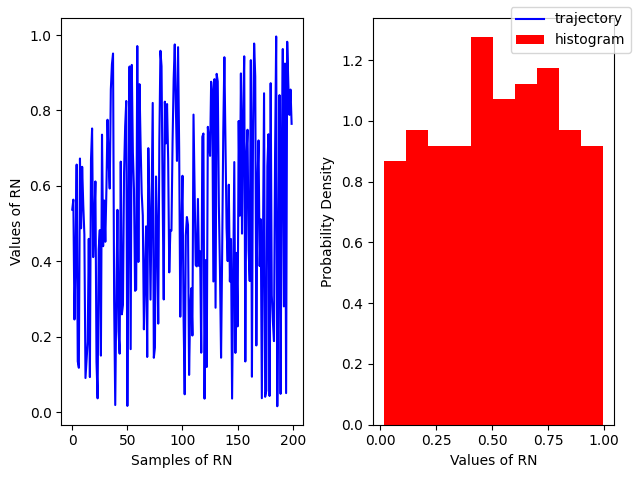 trajectory
histogram
Values of RN
1.0
0.8
0.6
0.4
0.2
0.0
0 50 100 150 200
Samples of RN
Probability Density
1.2
1.0
0.8
0.6
0.4
0.2
0.0
0.00 0.25 0.50 0.75 1.00
Values of RN